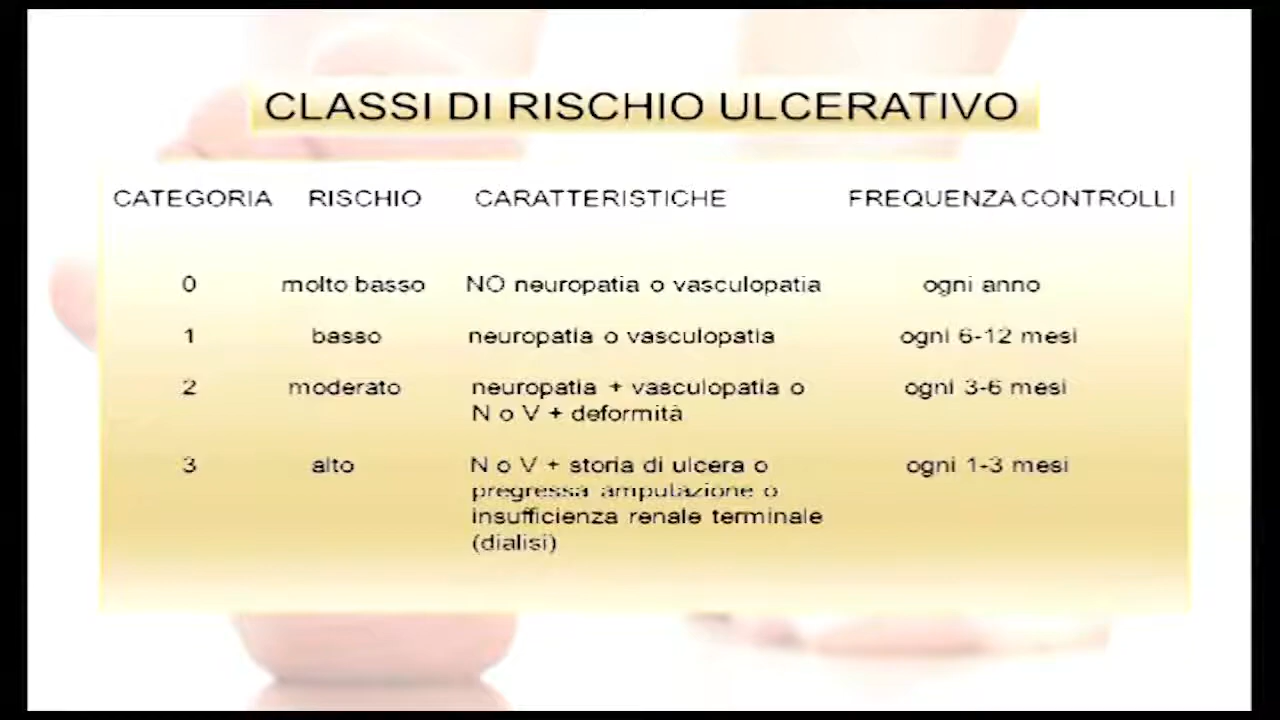 CLASSI DI RISCHIO ULCERATIVO
CATEGORIA RISCHIO CARATTERISTICHE FREQUENZA CONTROLLI
0 molto basso NO neuropatia o vasculopatia ogni anno
1 basso neuropatia o vasculopatia ogni 6-12 mesi
2 moderato neuropatia + vasculopatia o ogni 3-6 mesi
N o V + deformità
3 alto N o V + storia di ulcera o ogni 1-3 mesi
pregressa amputazione o
insufficienza renale terminale
(dialisi)